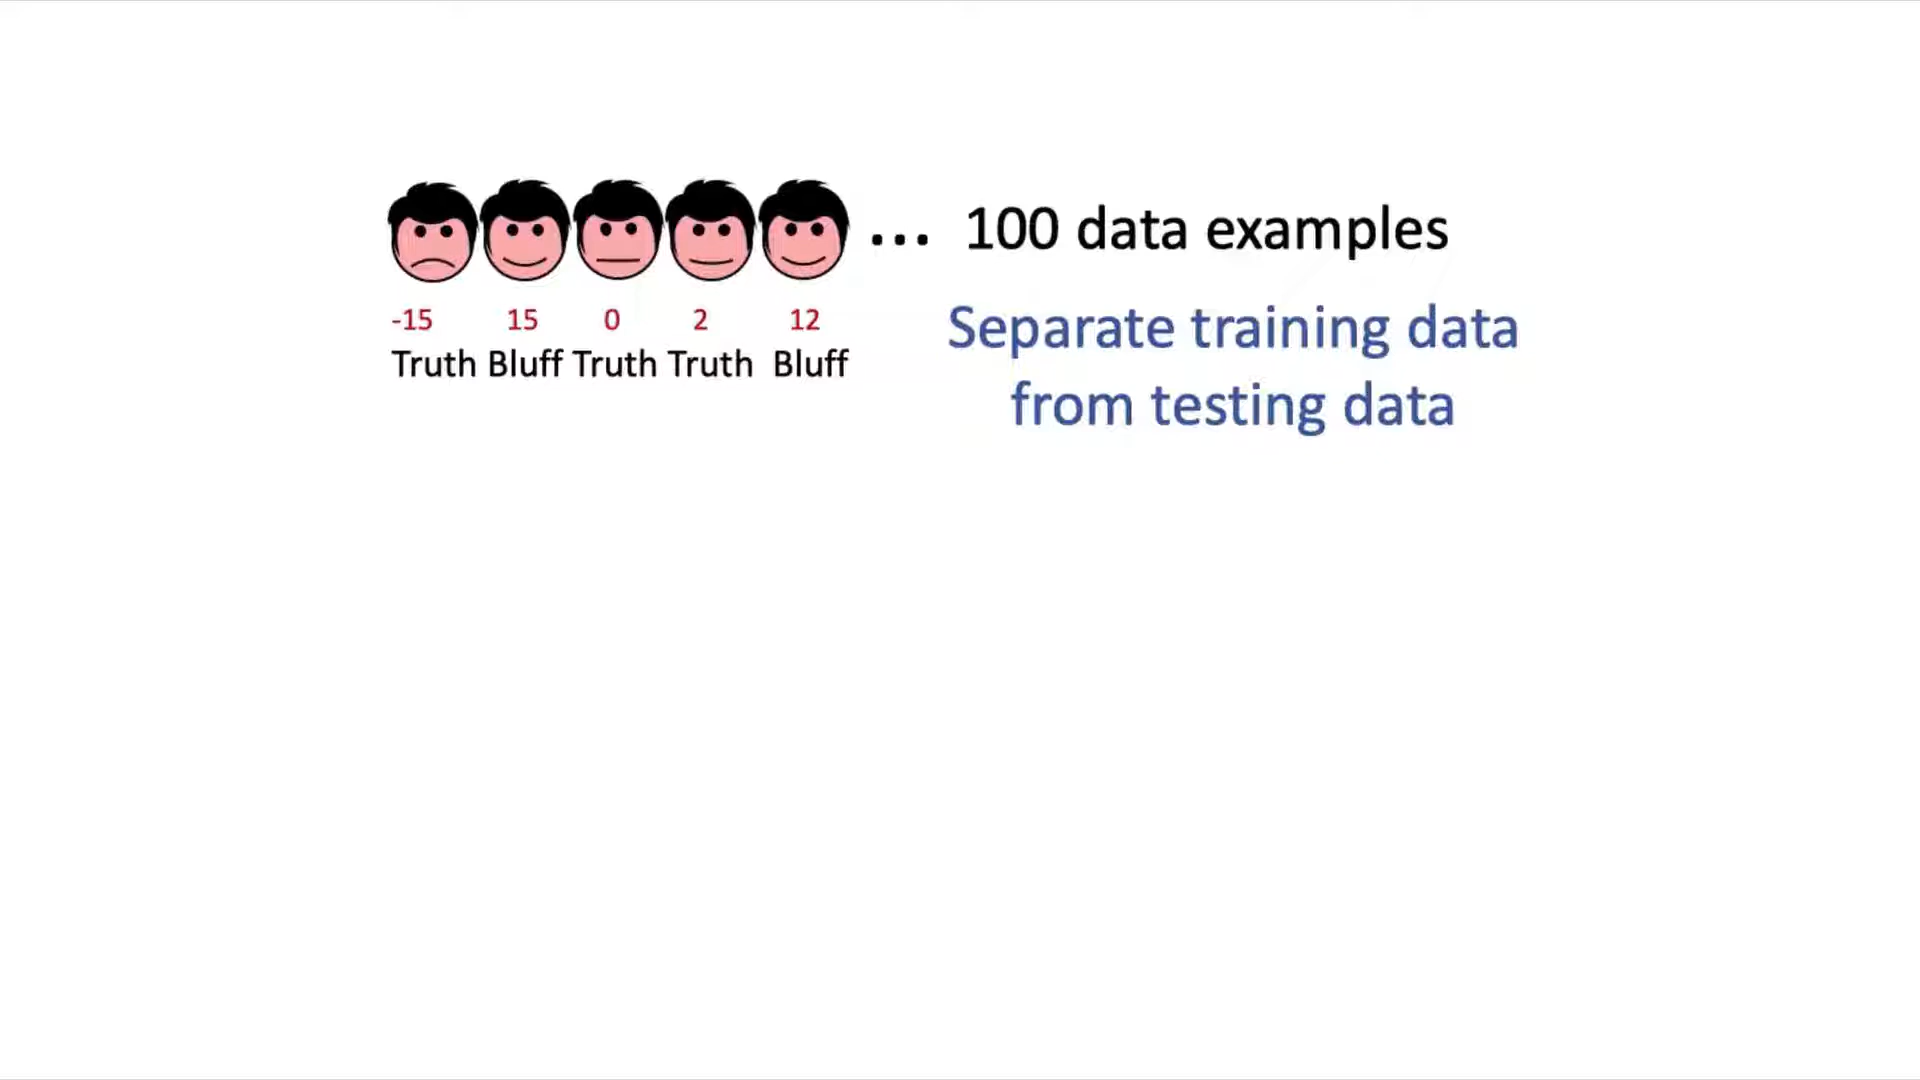 ... 100 data examples
-15 15 0 2 12
Truth Bluff Truth Truth Bluff
Separate training data
from testing data